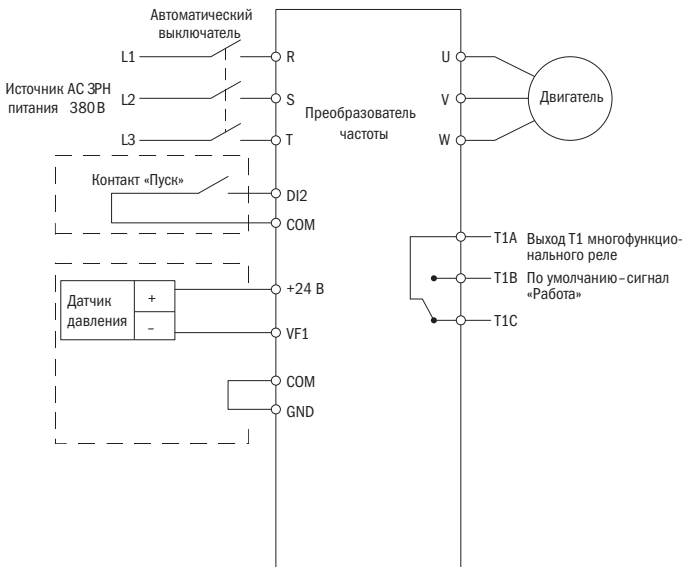 Автоматический
выключатель
L1
R
U
Источник AC 3PH
питания 380 В
L2
S
V
Двигатель
Преобразователь
частоты
L3
T
W
Контакт «Пуск»
DI2
COM
T1A
Выход T1 многофункцио-
нального реле
T1B
По умолчанию–сигнал
«Работа»
T1C
Датчик
давления
+
–
+24 В
VF1
COM
GND